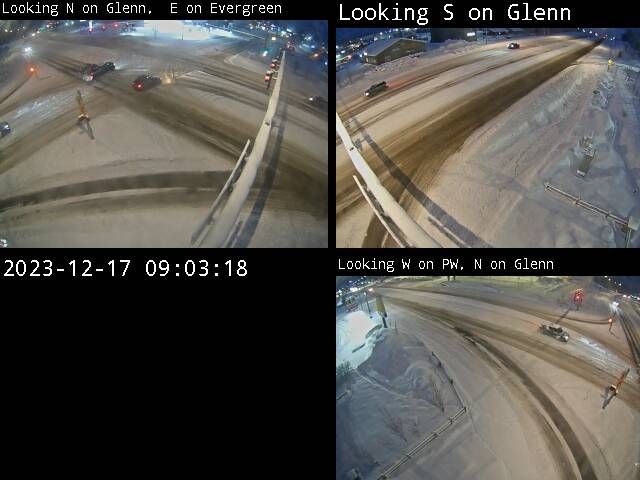 Looking N on Glenn,  E on Evergreen
Looking S on Glenn
2023-12-17 09:03:18
Looking W on PW, N on Glenn